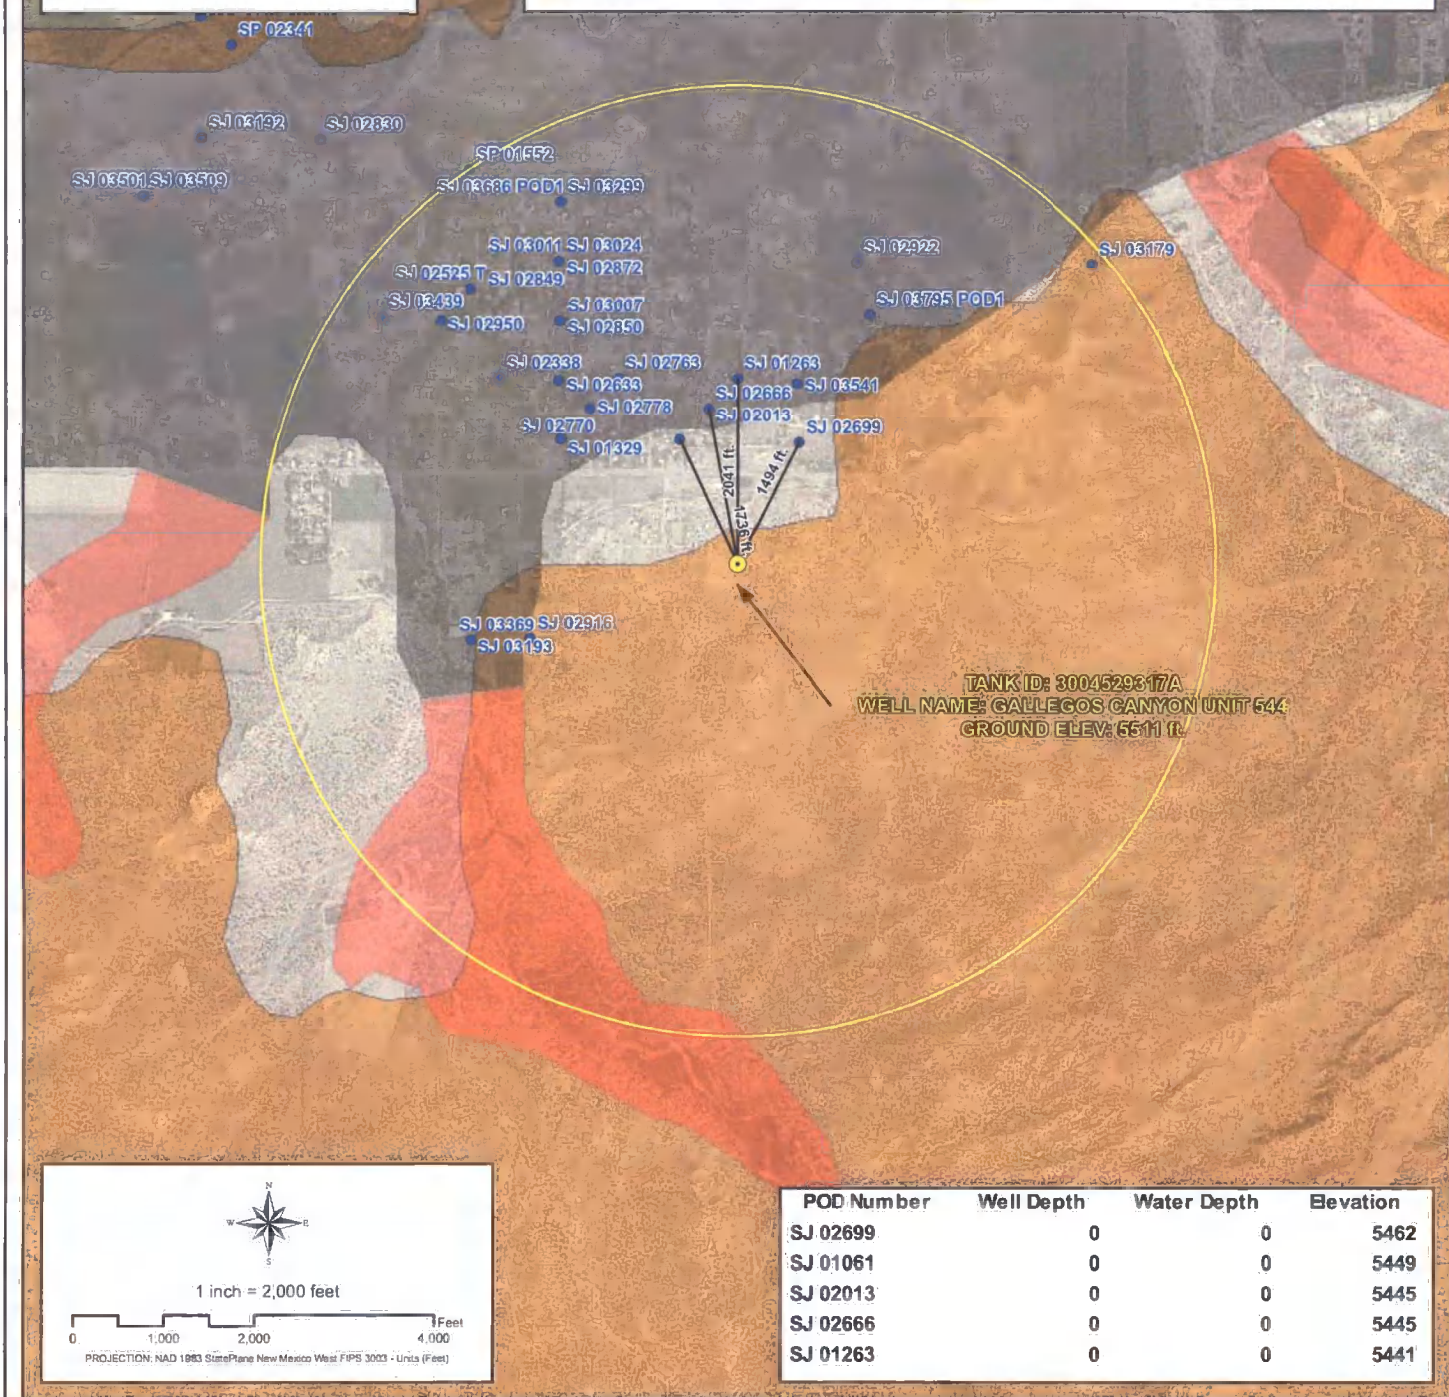 SP 02341
SJ 03192 SJ 02830
SP 01552
SJ 03501 SJ 03509
SJ 03686 POD1 SJ 03299
SJ 03011 SJ 03024
SJ 02922
SJ 03179
SJ 02525 T SJ 02849 SJ 02872
SJ 03439
SJ 03007
SJ 03795 POD1
SJ 02950 SJ 02850
SJ 02338 SJ 02763 SJ 01263
SJ 02633 SJ 03541
SJ 02666
SJ 02778 SJ 02013
SJ 02770 SJ 02699
SJ 01329
2041 ft.
1494 ft.
1736 ft.
SJ 03369 SJ 02916
SJ 03193
TANK ID: 3004529317A
WELL NAME: GALLEGOS CANYON UNIT 544
GROUND ELEV: 5511 ft.
N
W E
S
1 inch = 2,000 feet
Feet
0 1,000 2,000 4,000
PROJECTION: NAD 1983 StatePlane New Mexico West FIPS 3003 - Units (Feet)
POD Number Well Depth Water Depth Elevation
SJ 02699 0 0 5462
SJ 01061 0 0 5449
SJ 02013 0 0 5445
SJ 02666 0 0 5445
SJ 01263 0 0 5441